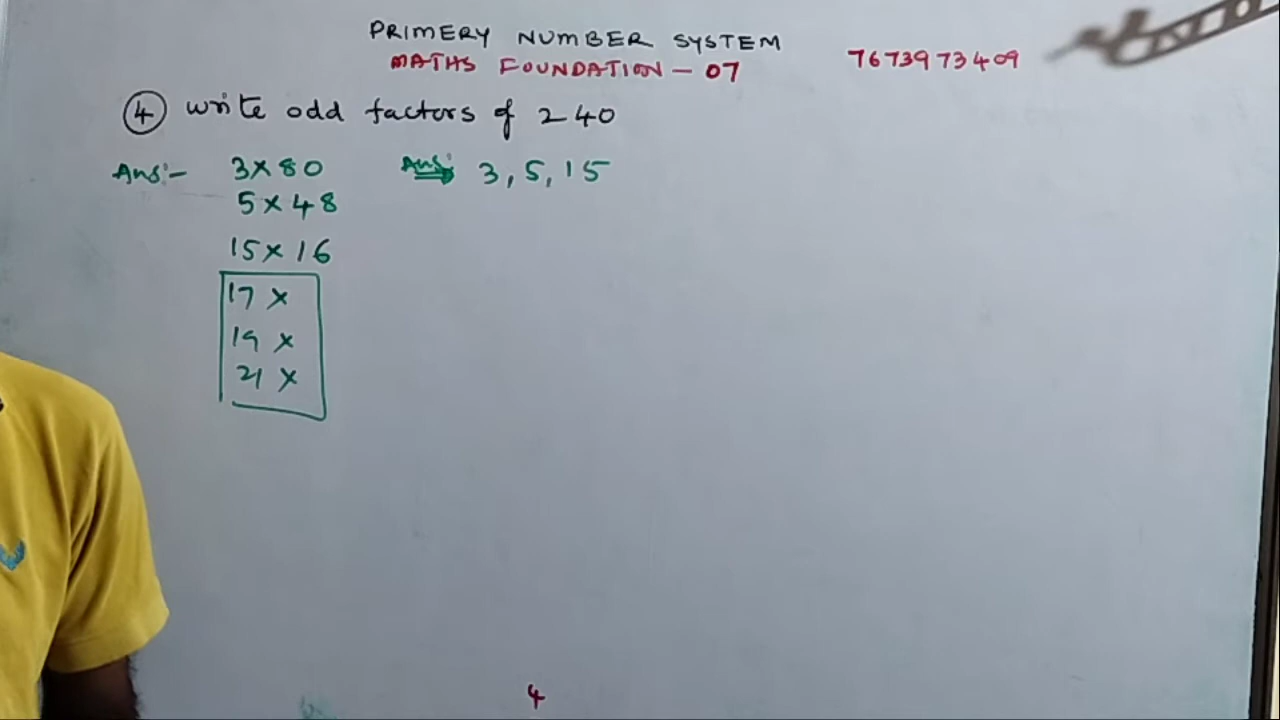 PRIMERY NUMBER SYSTEM
MATHS FOUNDATION - 07
7673973409
4 write odd factors of 240
Ans:- 3×80
5×48
15×16
17 ×
19 ×
21 ×
Ans: 3, 5, 15
4